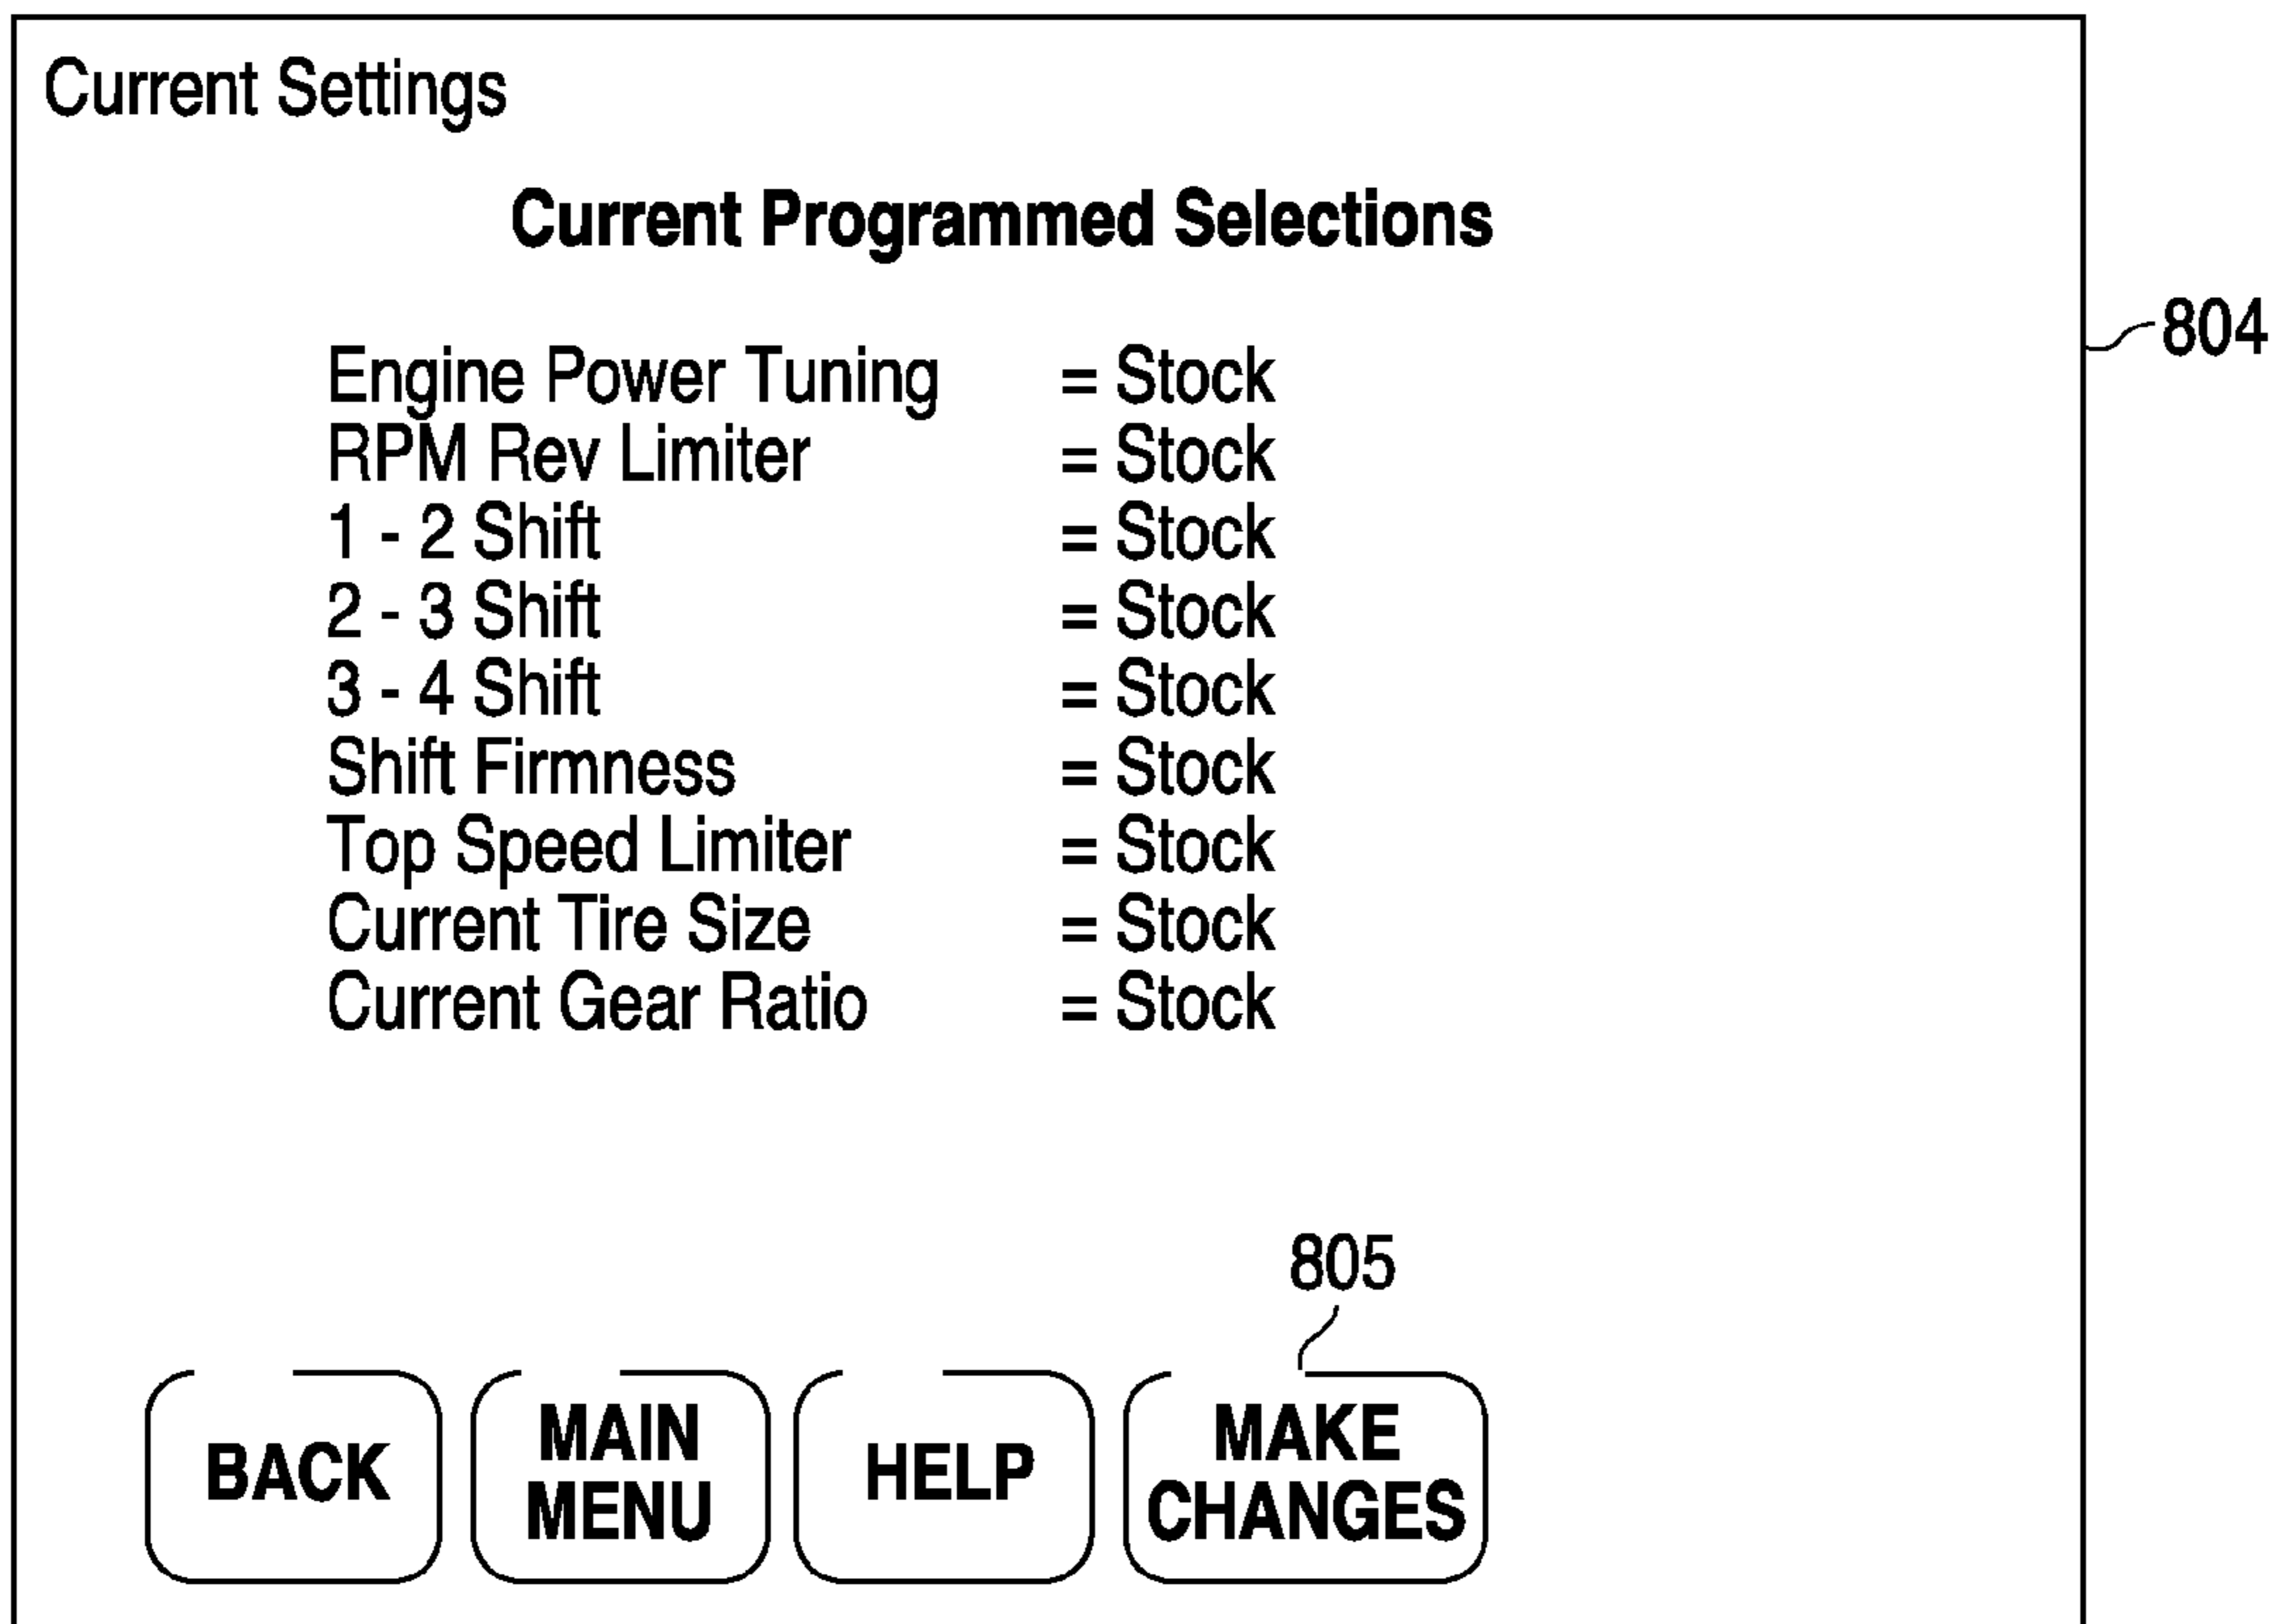 Current Settings
Current Programmed Selections
804
Engine Power Tuning = Stock
RPM Rev Limiter = Stock
1 - 2 Shift = Stock
2 - 3 Shift = Stock
3 - 4 Shift = Stock
Shift Firmness = Stock
Top Speed Limiter = Stock
Current Tire Size = Stock
Current Gear Ratio = Stock
805
BACK
MAIN
MENU
HELP
MAKE
CHANGES